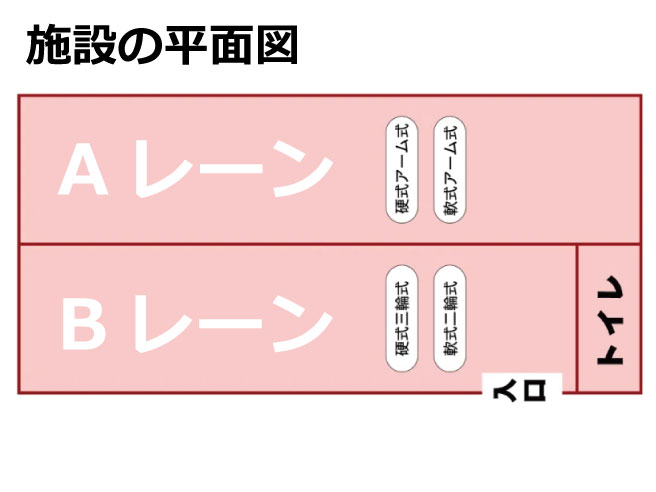 施設の平面図
Aレーン
硬式アーム式
軟式アーム式
Bレーン
硬式三輪式
軟式二輪式
トイレ
入口